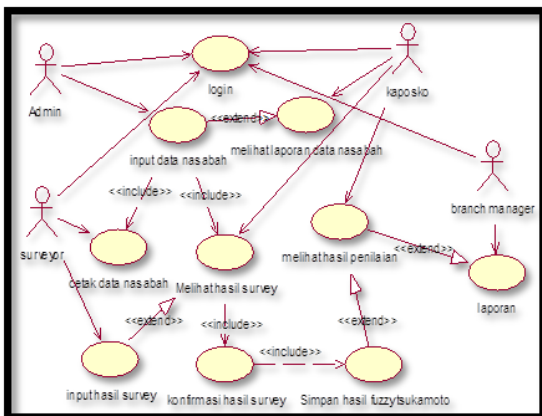 login
kaposko
Admin
<<extend>>
input data nasabah
melihat laporan data nasabah
<<include>>
<<include>>
branch manager
surveyor
<<extend>>
cetak data nasabah
Melihat hasil survey
melihat hasil penilaian
laporan
<<extend>>
<<include>>
<<extend>>
<<include>>
input hasil survey
konfirmasi hasil survey
Simpan hasil fuzzytsukamoto